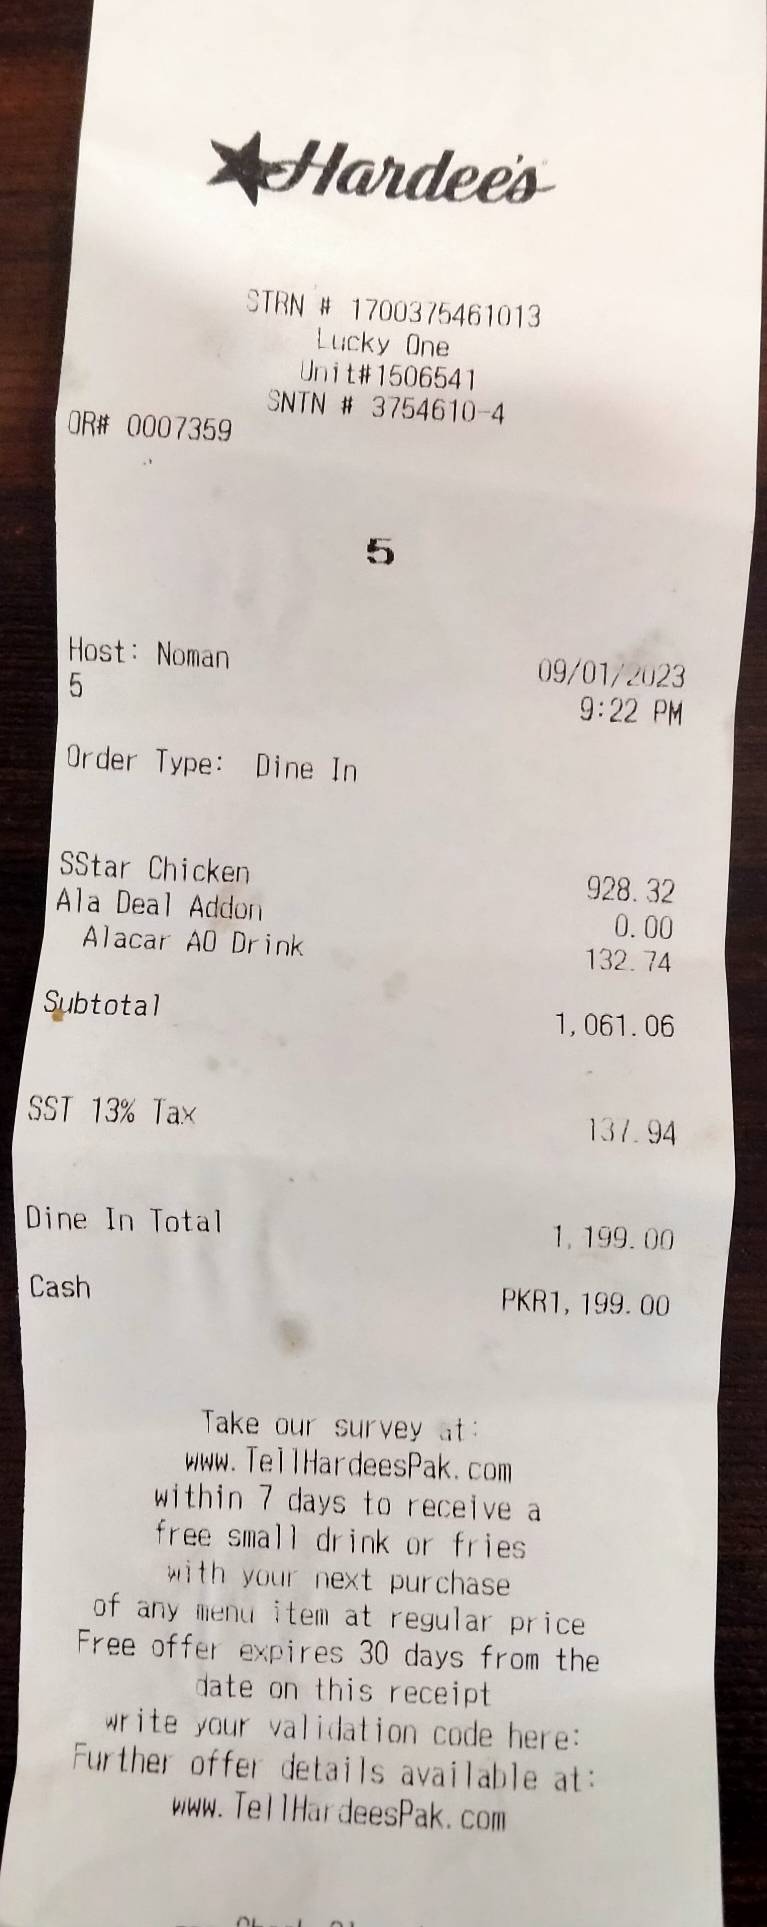 Hardee's
STRN # 1700375461013
Lucky One
Unit#1506541
SNTN # 3754610-4
OR# 0007359
5
Host: Noman 09/01/2023
5 9:22 PM
Order Type: Dine In
SStar Chicken 928.32
Ala Deal Addon 0.00
Alacar AO Drink 132.74
Subtotal 1,061.06
SST 13% Tax 137.94
Dine In Total 1,199.00
Cash PKR1,199.00
Take our survey at:
www.TellHardeesPak.com
within 7 days to receive a
free small drink or fries
with your next purchase
of any menu item at regular price
Free offer expires 30 days from the
date on this receipt
write your validation code here:
Further offer details available at:
www.TellHardeesPak.com